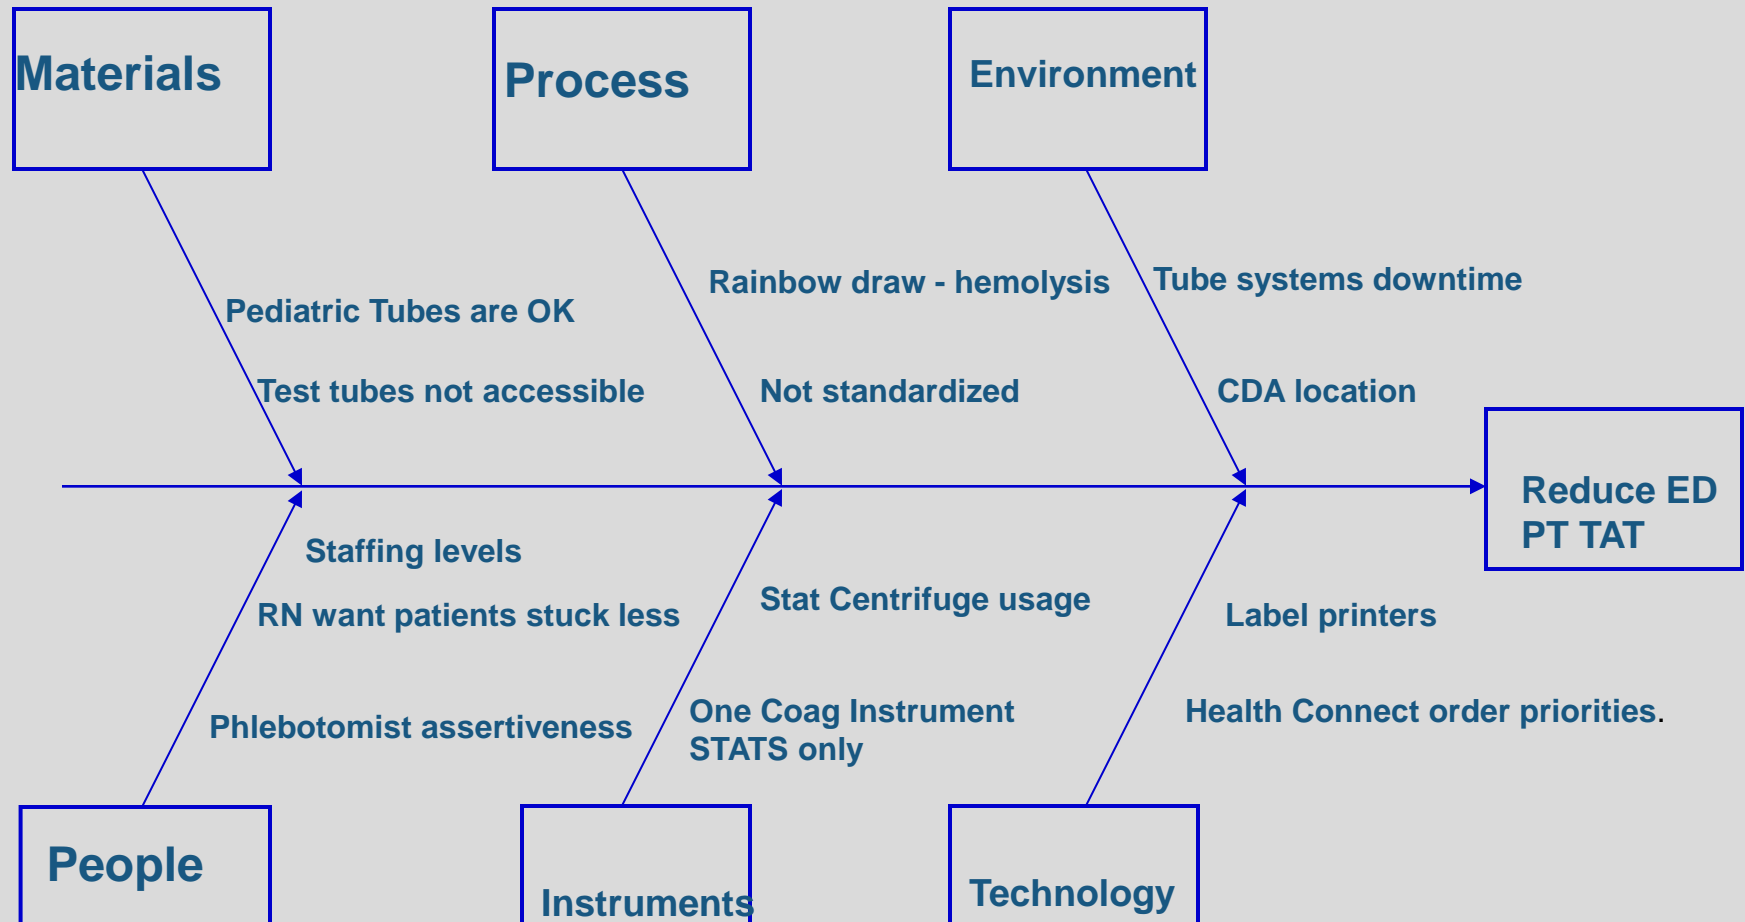 Materials
Process
Environment
Rainbow draw - hemolysis
Tube systems downtime
Pediatric Tubes are OK
Test tubes not accessible
Not standardized
CDA location
Reduce ED
PT TAT
Staffing levels
RN want patients stuck less
Stat Centrifuge usage
Label printers
Phlebotomist assertiveness
One Coag Instrument
STATS only
Health Connect order priorities.
People
Instruments
Technology